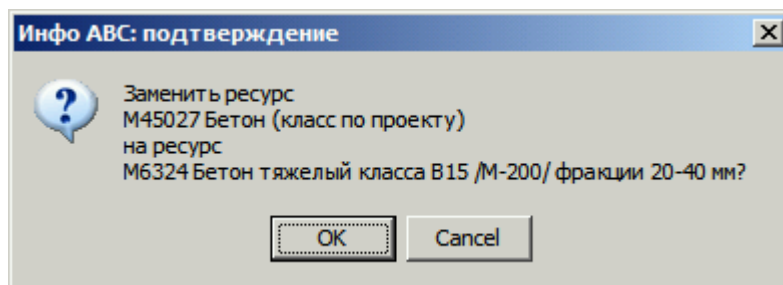 Инфо АВС: подтверждение
Заменить ресурс
М45027 Бетон (класс по проекту)
на ресурс
М6324 Бетон тяжелый класса В15 /М-200/ фракции 20-40 мм?
OK
Cancel